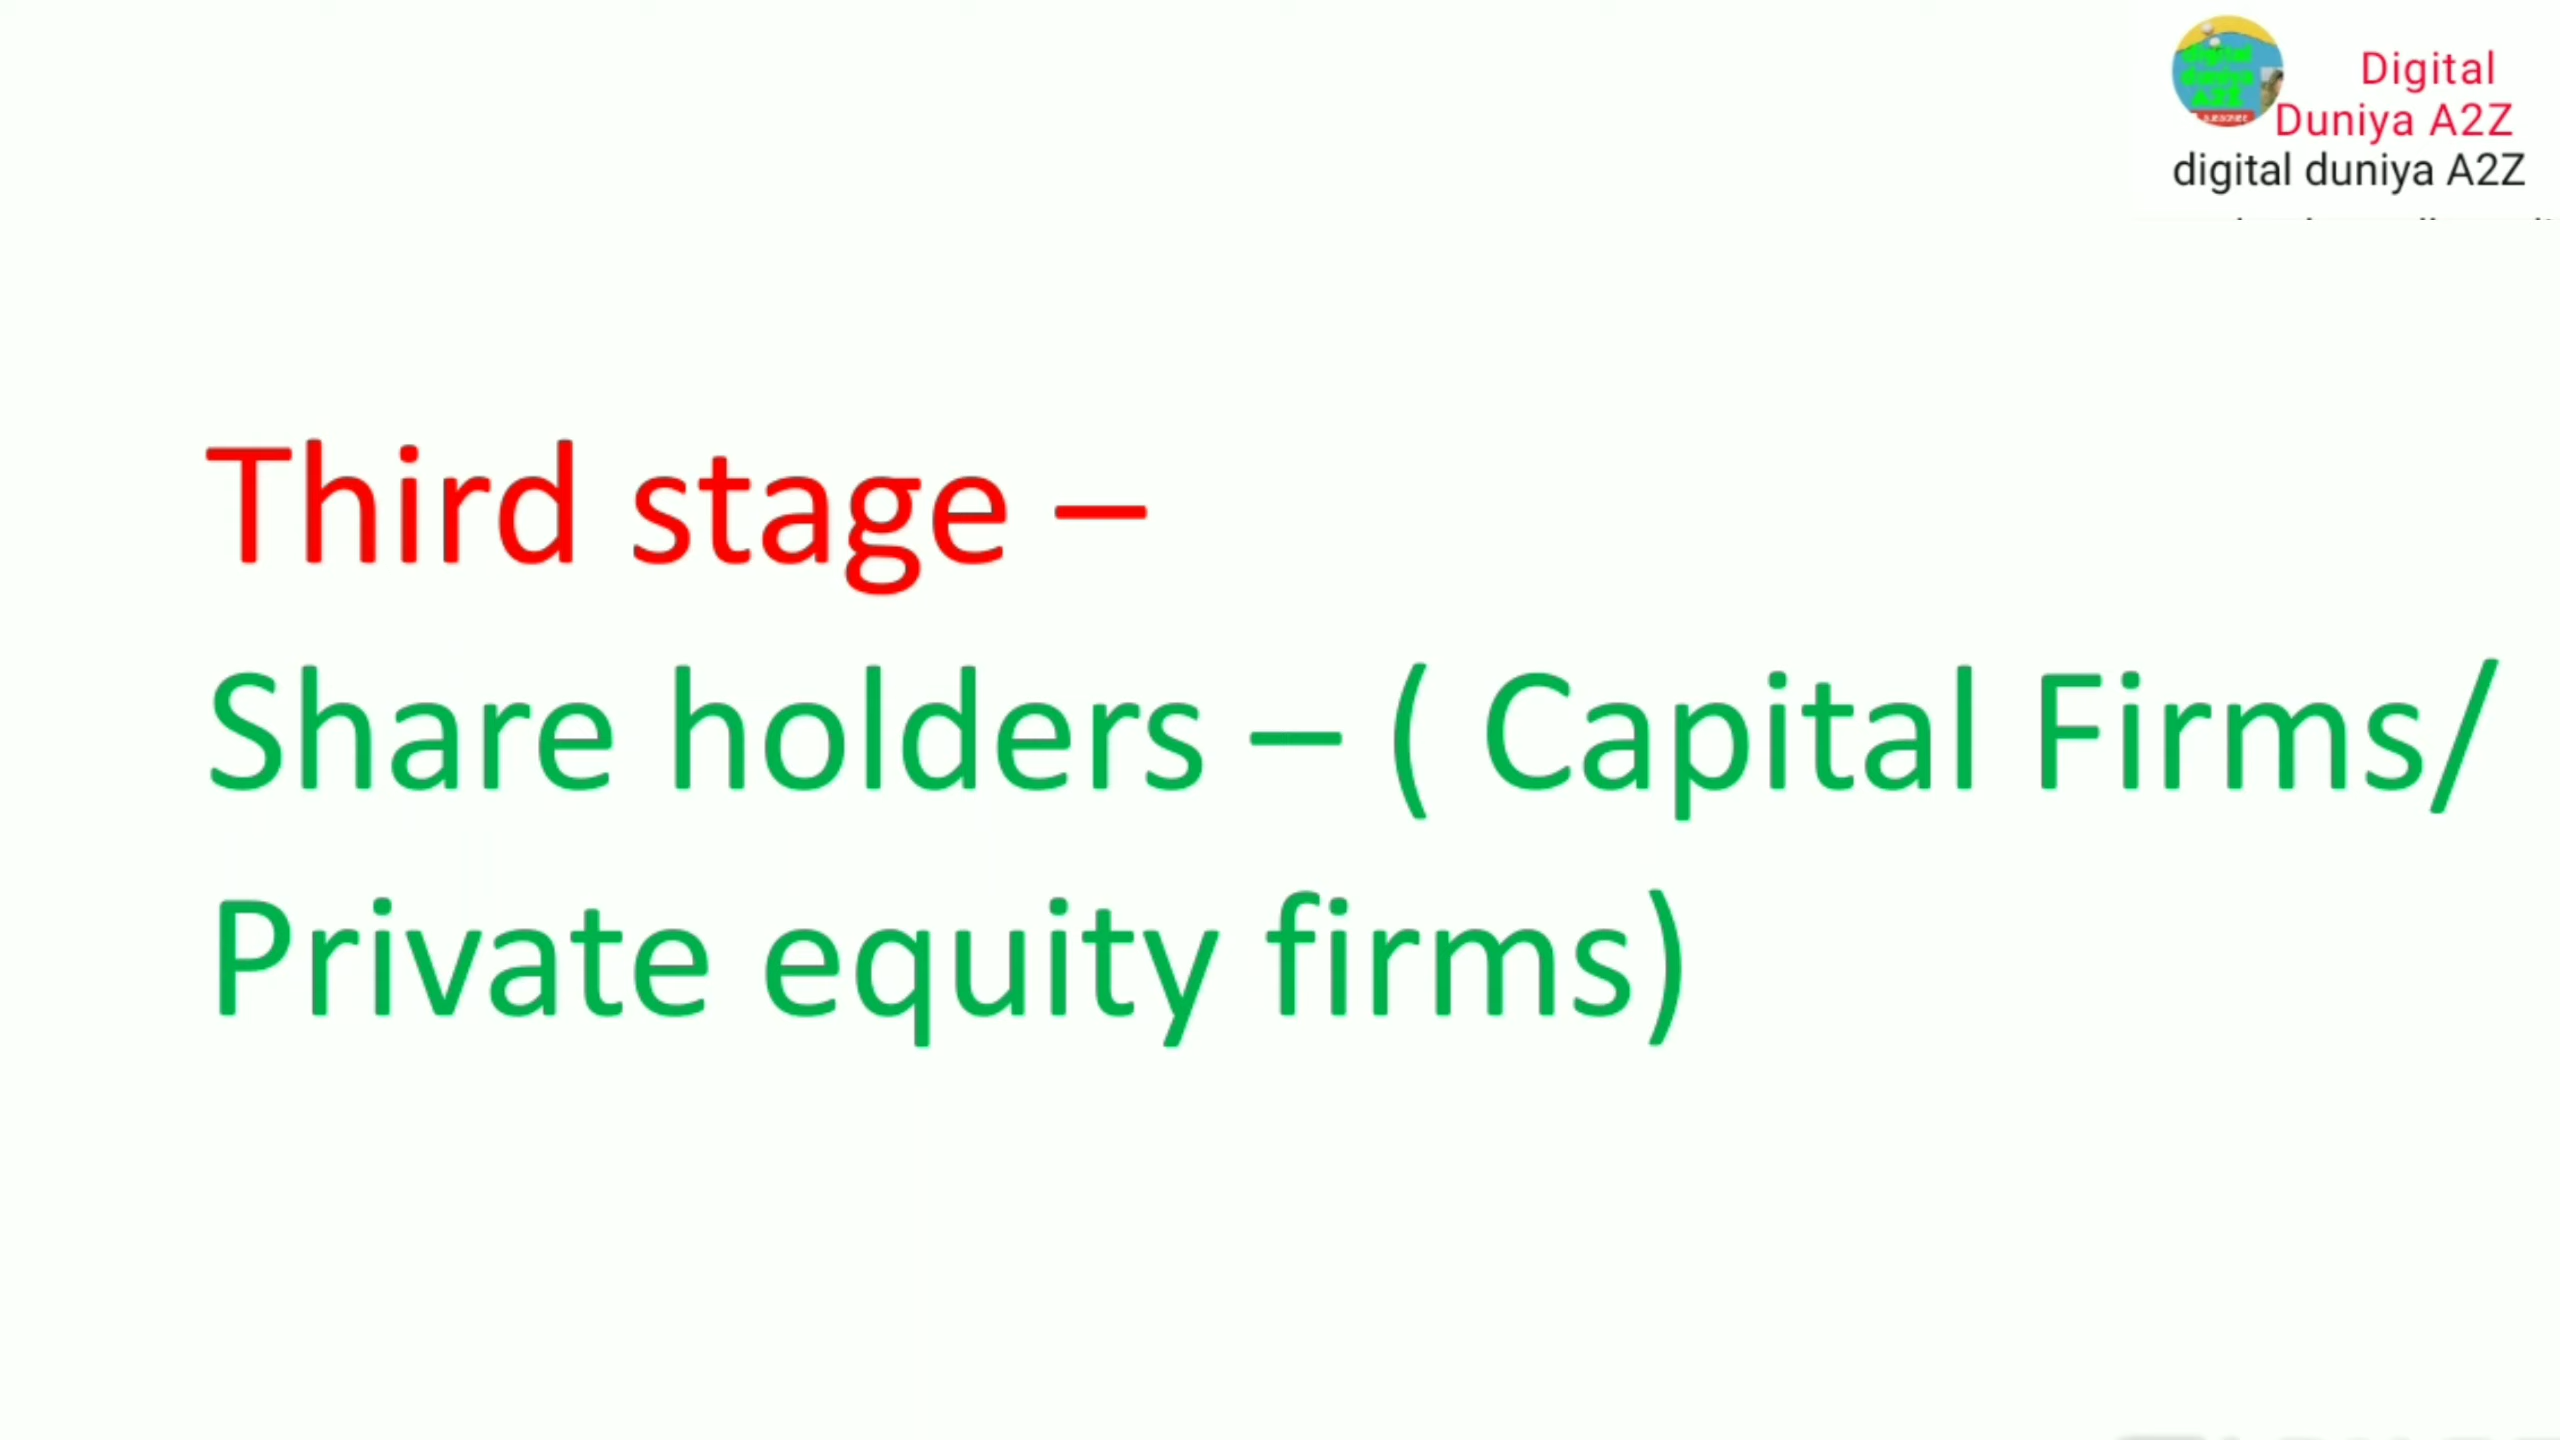 Digital
Duniya A2Z
digital duniya A2Z
Third stage –
Share holders – ( Capital Firms/
Private equity firms)